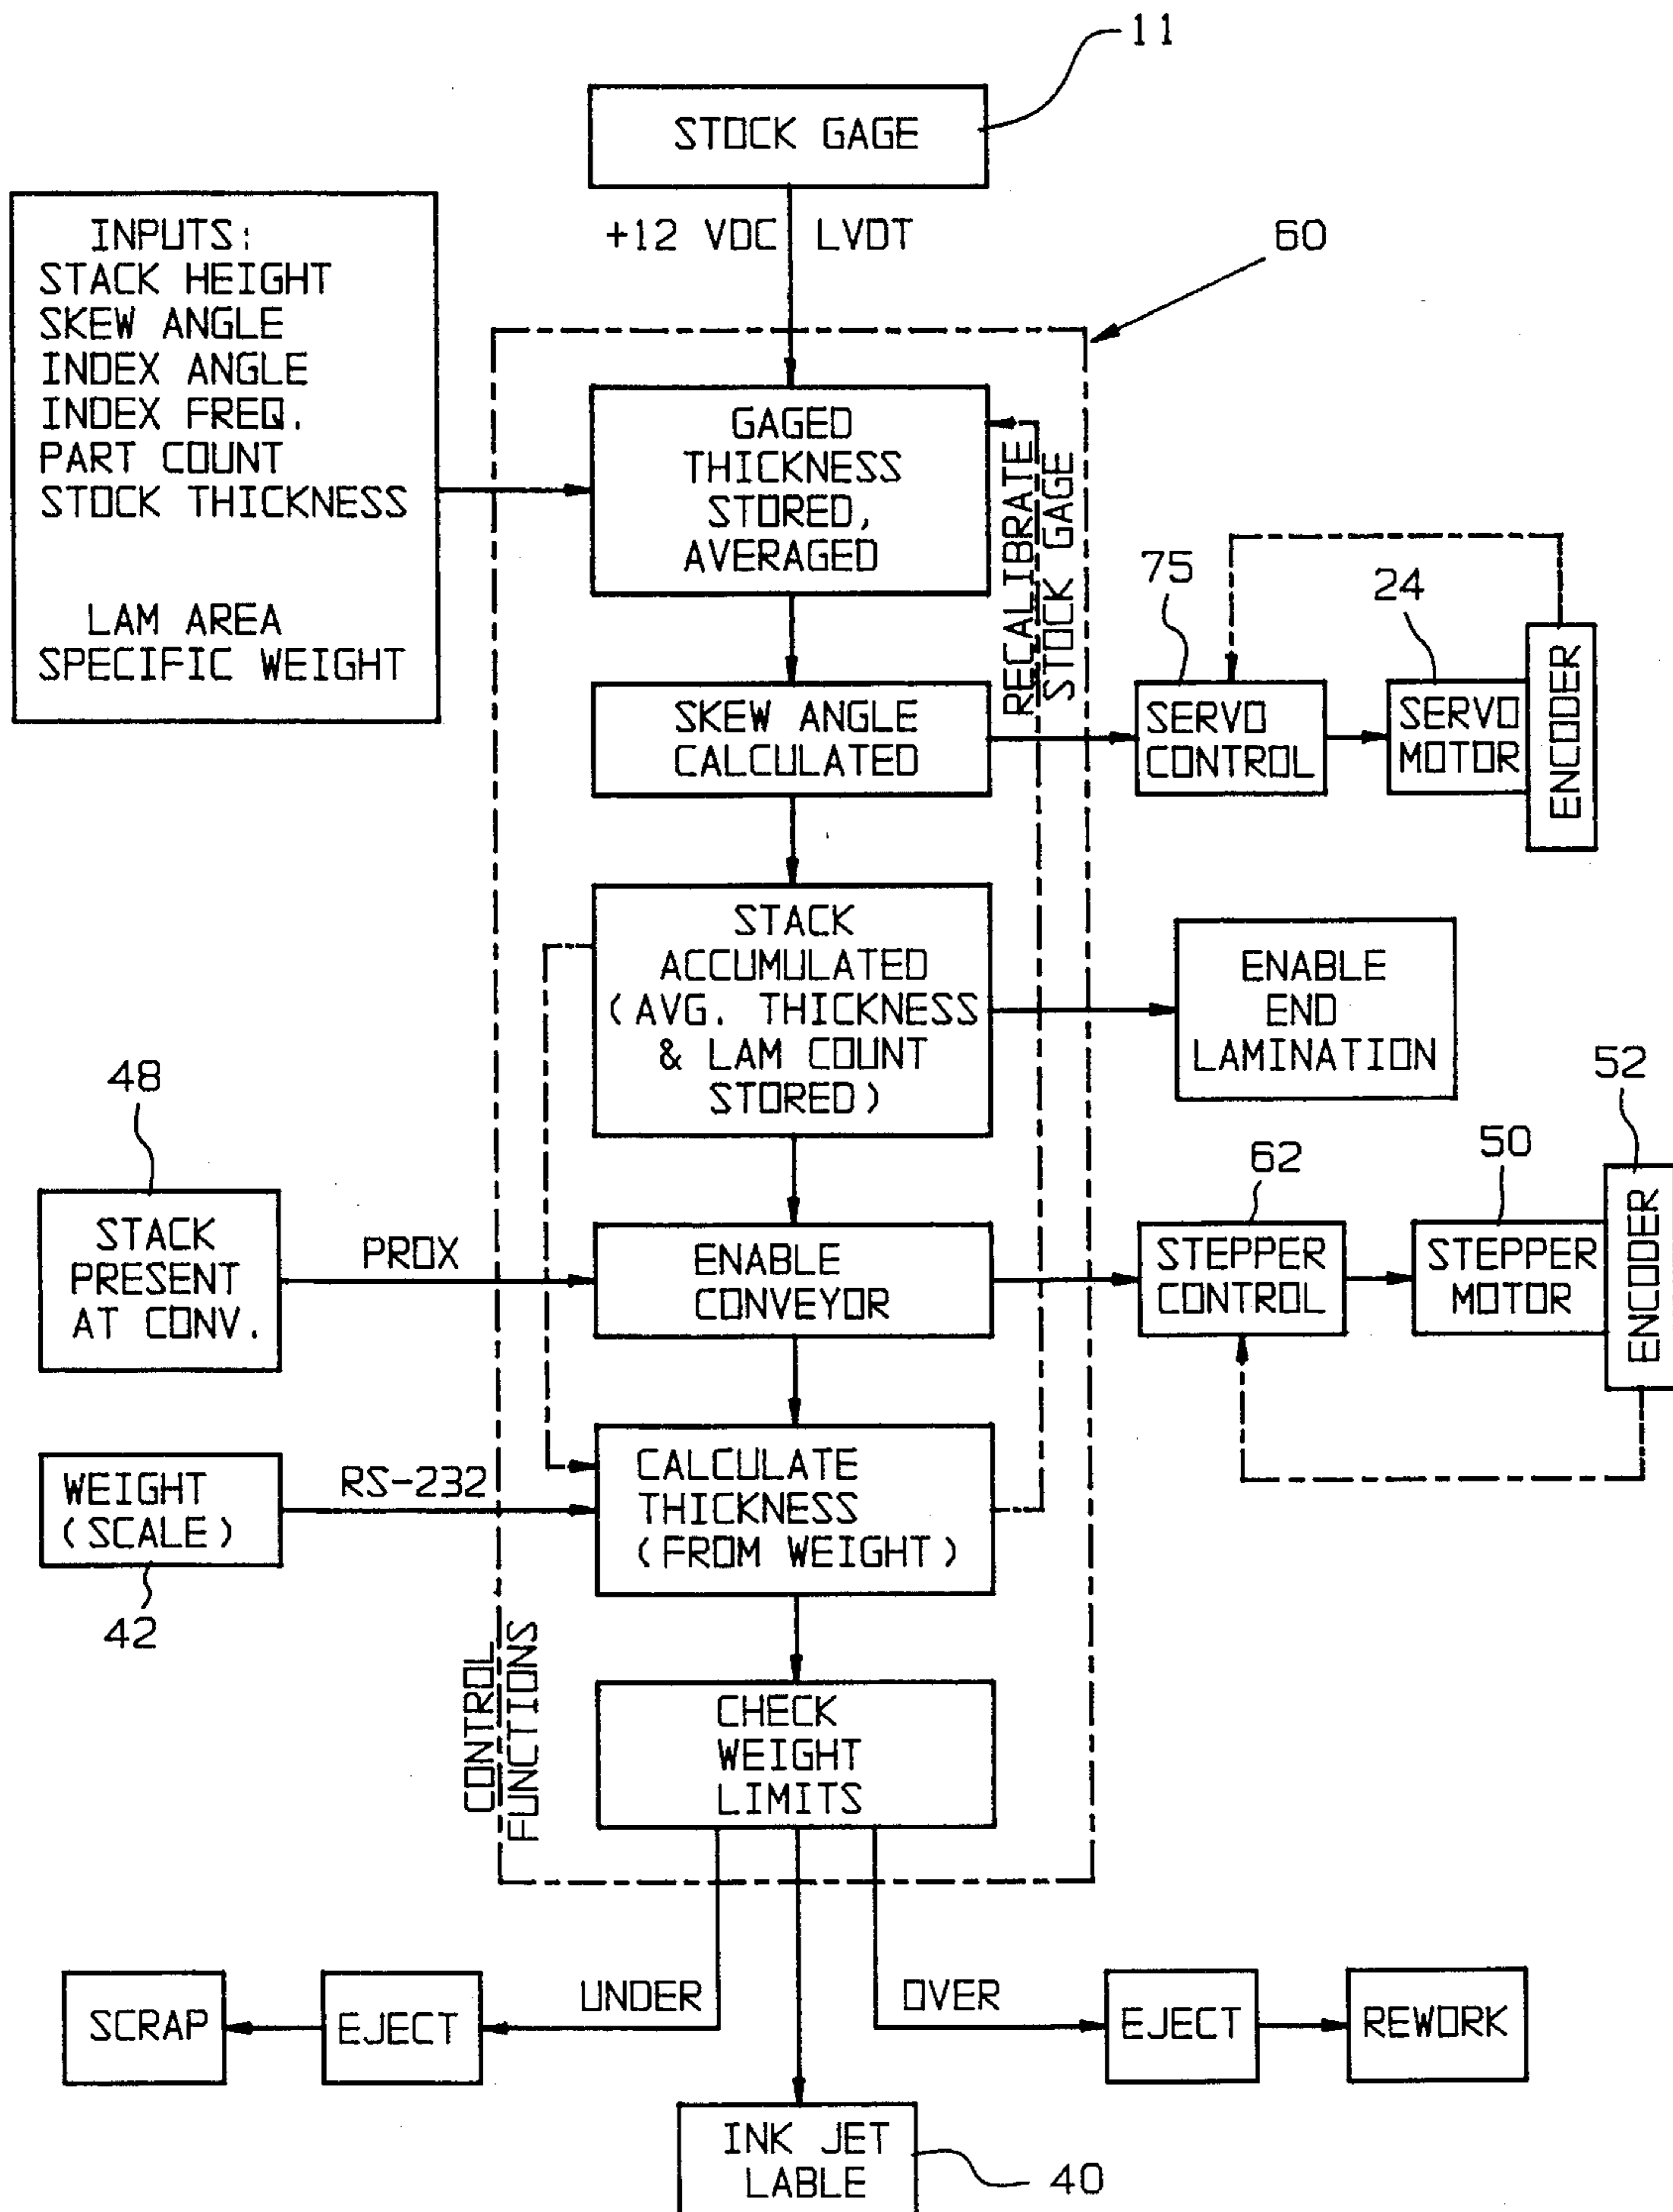 11
STOCK GAGE
+12 VDC LVDT
60
INPUTS:
STACK HEIGHT
SKEW ANGLE
INDEX ANGLE
INDEX FREQ.
PART COUNT
STOCK THICKNESS
LAM AREA
SPECIFIC WEIGHT
GAGED
THICKNESS
STORED,
AVERAGED
RECALIBRATE
STOCK GAGE
SKEW ANGLE
CALCULATED
75
SERVO
CONTROL
24
SERVO
MOTOR
ENCODER
STACK
ACCUMULATED
(AVG. THICKNESS
& LAM COUNT
STORED)
ENABLE
END
LAMINATION
48
STACK
PRESENT
AT CONV.
PROX
ENABLE
CONVEYOR
62
STEPPER
CONTROL
50
STEPPER
MOTOR
52
ENCODER
WEIGHT
(SCALE)
42
RS-232
CALCULATE
THICKNESS
(FROM WEIGHT)
CONTROL
FUNCTIONS
CHECK
WEIGHT
LIMITS
SCRAP
EJECT
UNDER
OVER
EJECT
REWORK
INK JET
LABLE
40